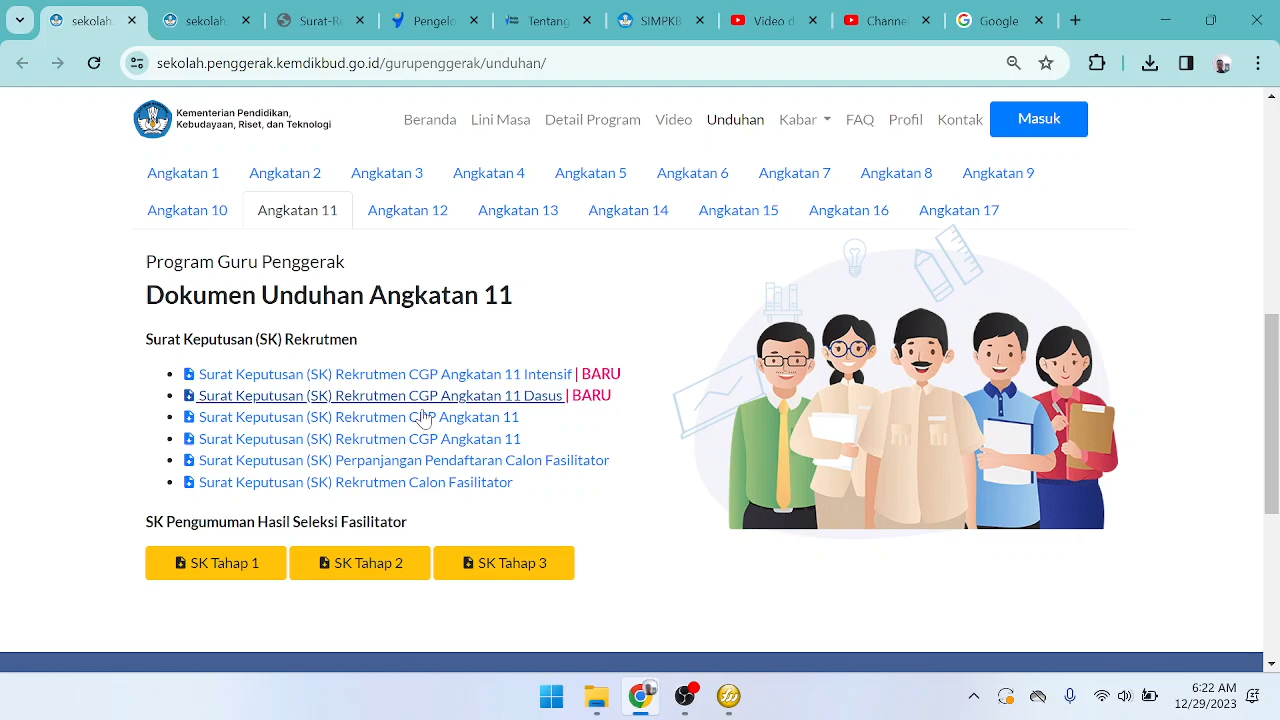 sekolah.
sekolah.
Surat-Re
Pengelo
Tentang
SIMPKB
Video d
Channe
Google
sekolah.penggerak.kemdikbud.go.id/gurupenggerak/unduhan/
Kementerian Pendidikan,
Kebudayaan, Riset, dan Teknologi
Beranda Lini Masa Detail Program Video Unduhan Kabar FAQ Profil Kontak Masuk
Angkatan 1 Angkatan 2 Angkatan 3 Angkatan 4 Angkatan 5 Angkatan 6 Angkatan 7 Angkatan 8 Angkatan 9
Angkatan 10 Angkatan 11 Angkatan 12 Angkatan 13 Angkatan 14 Angkatan 15 Angkatan 16 Angkatan 17
Program Guru Penggerak
Dokumen Unduhan Angkatan 11
Surat Keputusan (SK) Rekrutmen
Surat Keputusan (SK) Rekrutmen CGP Angkatan 11 Intensif | BARU
Surat Keputusan (SK) Rekrutmen CGP Angkatan 11 Dasus | BARU
Surat Keputusan (SK) Rekrutmen CGP Angkatan 11
Surat Keputusan (SK) Rekrutmen CGP Angkatan 11
Surat Keputusan (SK) Perpanjangan Pendaftaran Calon Fasilitator
Surat Keputusan (SK) Rekrutmen Calon Fasilitator
SK Pengumuman Hasil Seleksi Fasilitator
SK Tahap 1 SK Tahap 2 SK Tahap 3
6:22 AM
12/29/2023